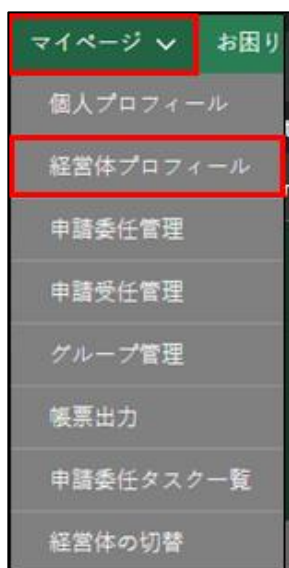 マイページ お困り
個人プロフィール
経営体プロフィール
申請委任管理
申請受任管理
グループ管理
帳票出力
申請委任タスク一覧
経営体の切替